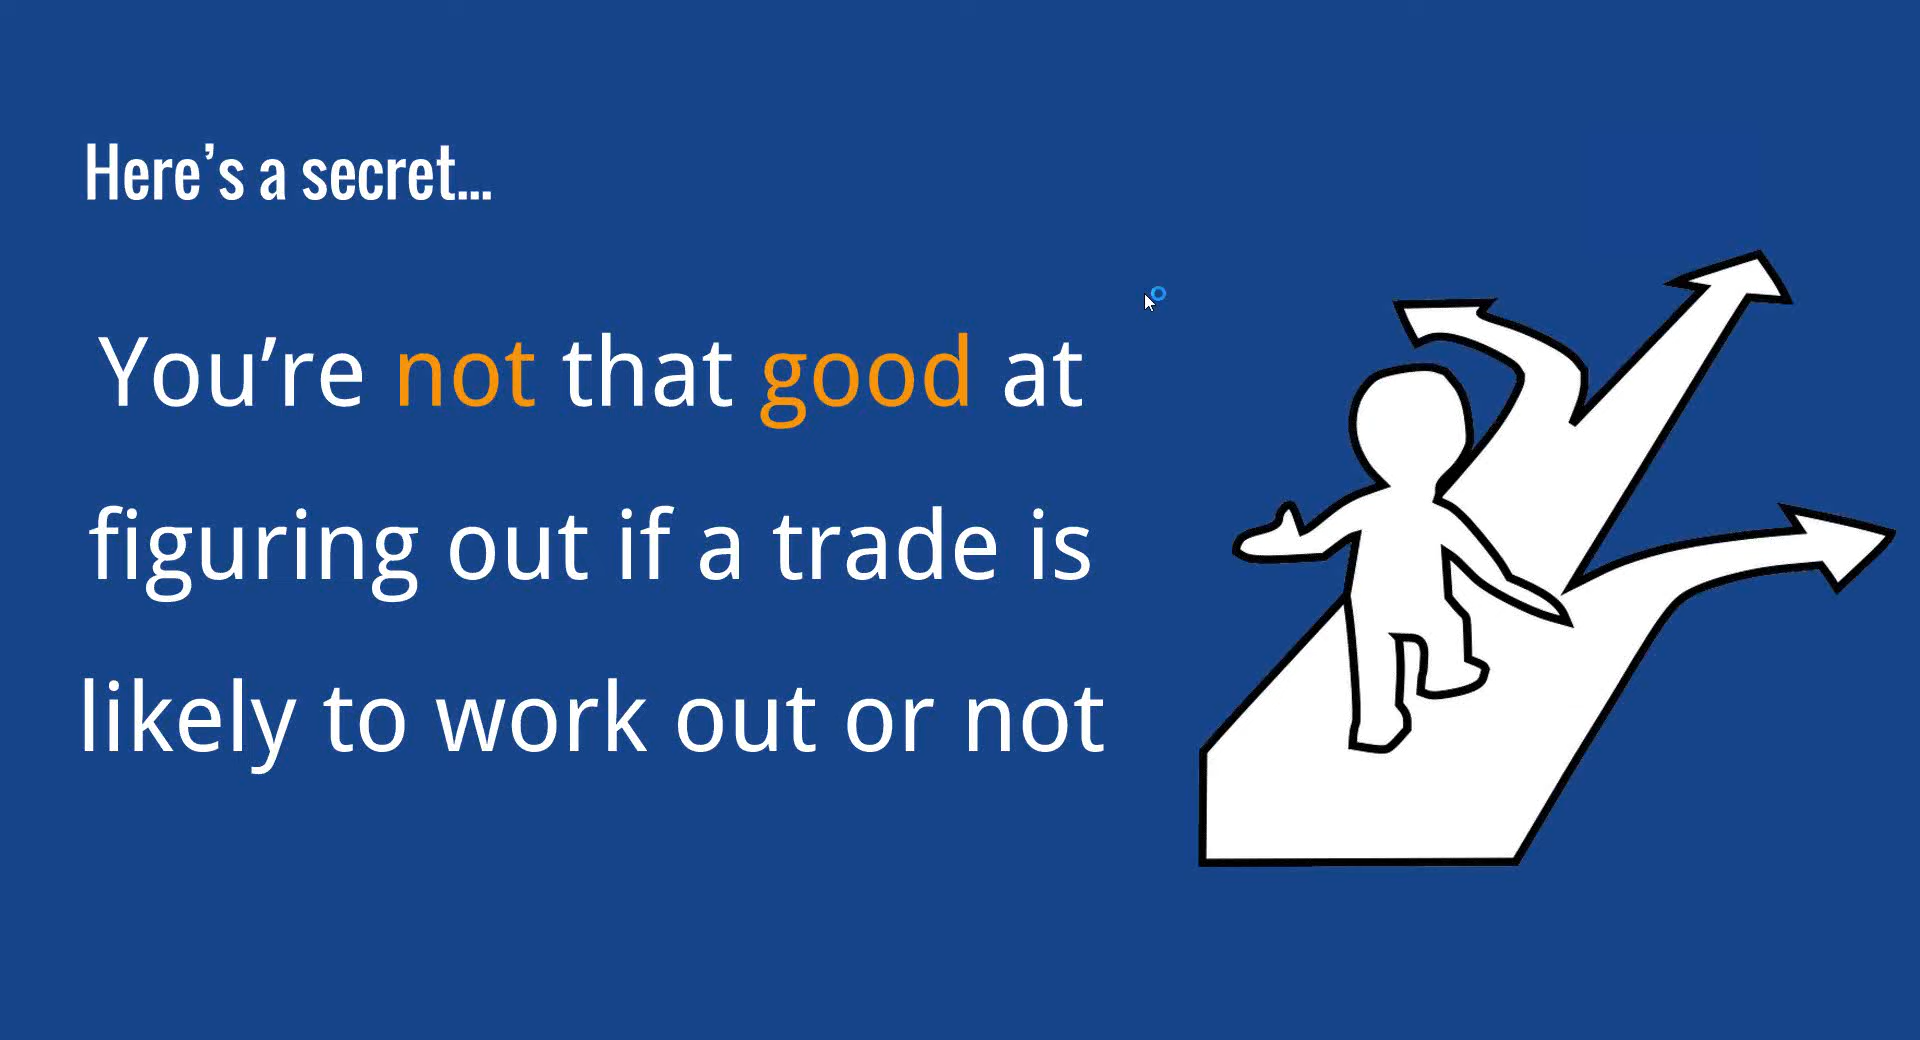 Here’s a secret...
You’re not that good at
figuring out if a trade is
likely to work out or not